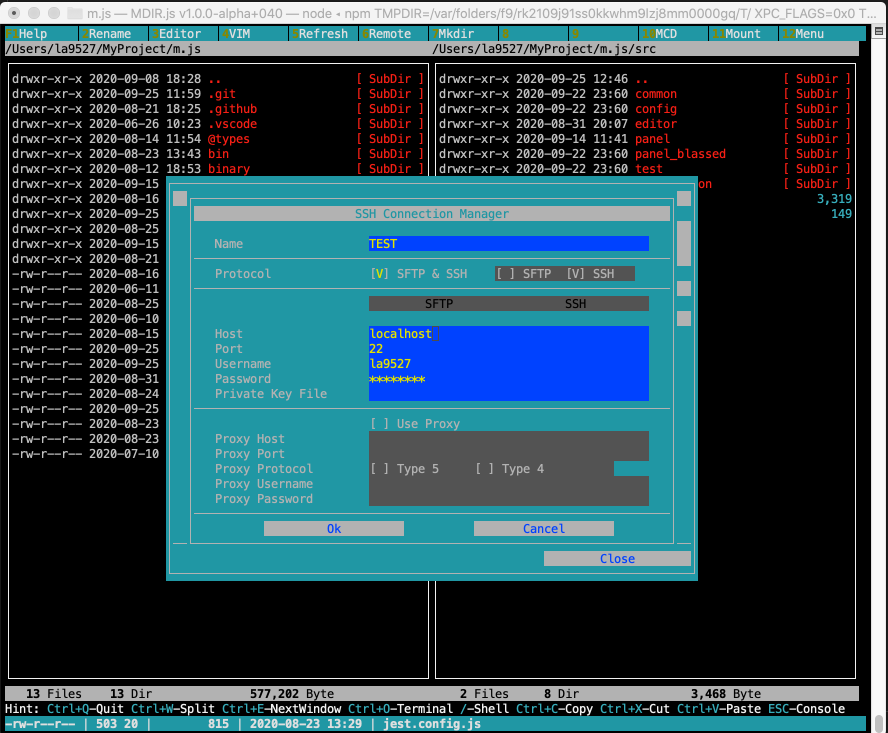 m.js — MDIR.js v1.0.0-alpha+040 — node ◂ npm TMPDIR=/var/folders/f9/rk2109j91ss0kkwhm9lzj8mm0000gq/T/ XPC_FLAGS=0x0 T…
Help 2Rename 3Editor 4VIM 5Refresh 6Remote 7Mkdir 8 9 10MCD 11Mount 12Menu
/Users/la9527/MyProject/m.js /Users/la9527/MyProject/m.js/src
drwxr-xr-x 2020-09-08 18:28 .. [ SubDir ] drwxr-xr-x 2020-09-25 12:46 .. [ SubDir ]
drwxr-xr-x 2020-09-25 11:59 .git [ SubDir ] drwxr-xr-x 2020-09-22 23:60 common [ SubDir ]
drwxr-xr-x 2020-08-21 18:25 .github [ SubDir ] drwxr-xr-x 2020-09-22 23:60 config [ SubDir ]
drwxr-xr-x 2020-06-26 10:23 .vscode [ SubDir ] drwxr-xr-x 2020-08-31 20:07 editor [ SubDir ]
drwxr-xr-x 2020-08-14 11:54 @types [ SubDir ] drwxr-xr-x 2020-09-14 11:41 panel [ SubDir ]
drwxr-xr-x 2020-08-23 13:43 bin [ SubDir ] drwxr-xr-x 2020-09-22 23:60 panel_blassed [ SubDir ]
drwxr-xr-x 2020-08-12 18:53 binary [ SubDir ] drwxr-xr-x 2020-09-22 23:60 test [ SubDir ]
drwxr-xr-x 2020-09-15 on [ SubDir ]
drwxr-xr-x 2020-08-16 3,319
drwxr-xr-x 2020-09-25 149
drwxr-xr-x 2020-08-25
drwxr-xr-x 2020-09-15
drwxr-xr-x 2020-08-21
-rw-r--r-- 2020-08-16
-rw-r--r-- 2020-06-11
-rw-r--r-- 2020-08-25
-rw-r--r-- 2020-06-10
-rw-r--r-- 2020-08-15
-rw-r--r-- 2020-09-25
-rw-r--r-- 2020-09-25
-rw-r--r-- 2020-08-31
-rw-r--r-- 2020-08-24
-rw-r--r-- 2020-09-25
-rw-r--r-- 2020-08-23
-rw-r--r-- 2020-08-23
-rw-r--r-- 2020-07-10
SSH Connection Manager
Name TEST
Protocol [V] SFTP & SSH [ ] SFTP [V] SSH
SFTP SSH
Host localhost
Port 22
Username la9527
Password ********
Private Key File
[ ] Use Proxy
Proxy Host
Proxy Port
Proxy Protocol [ ] Type 5 [ ] Type 4
Proxy Username
Proxy Password
Ok Cancel
Close
13 Files 13 Dir 577,202 Byte 2 Files 8 Dir 3,468 Byte
Hint: Ctrl+Q-Quit Ctrl+W-Split Ctrl+E-NextWindow Ctrl+O-Terminal /-Shell Ctrl+C-Copy Ctrl+X-Cut Ctrl+V-Paste ESC-Console
-rw-r--r-- | 503 20 | 815 | 2020-08-23 13:29 | jest.config.js